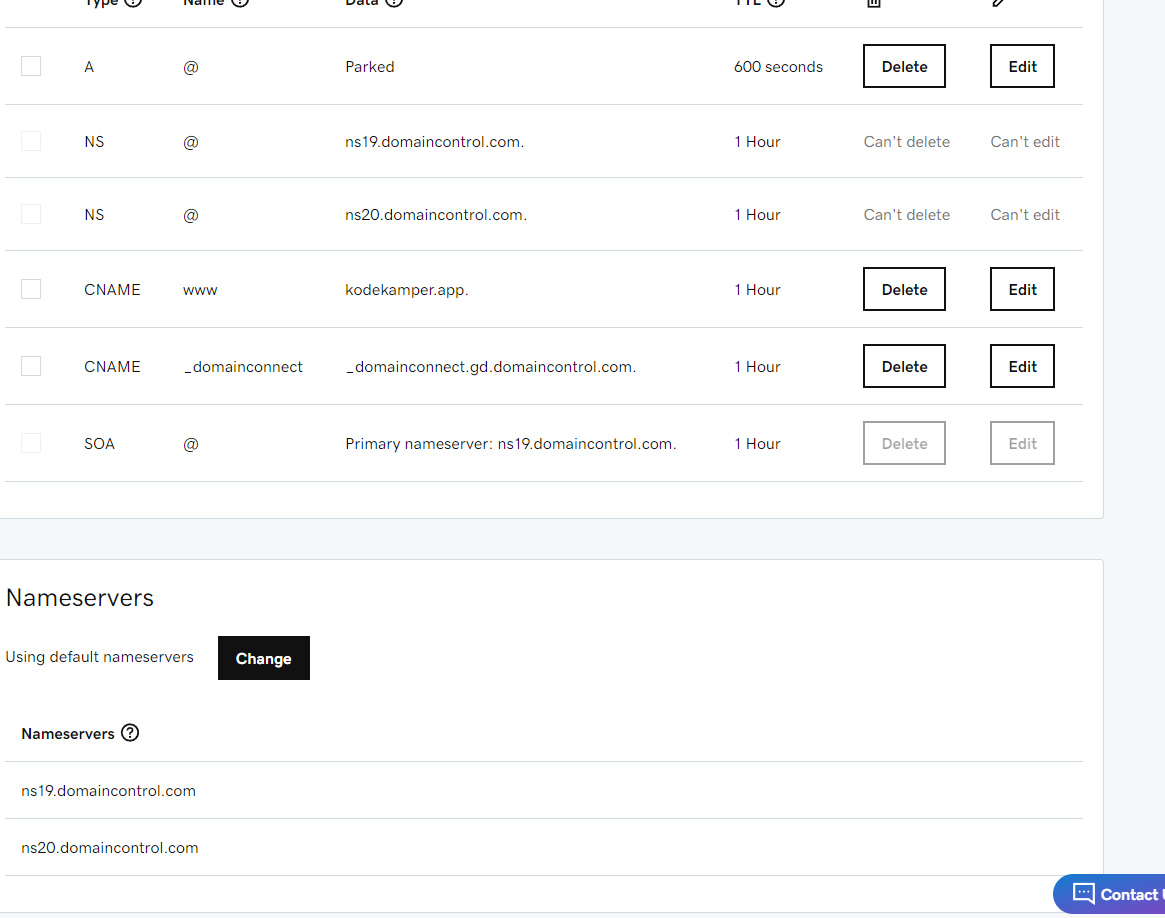 Type Name Data TTL
A @ Parked 600 seconds Delete Edit
NS @ ns19.domaincontrol.com. 1 Hour Can't delete Can't edit
NS @ ns20.domaincontrol.com. 1 Hour Can't delete Can't edit
CNAME www kodekamper.app. 1 Hour Delete Edit
CNAME _domainconnect _domainconnect.gd.domaincontrol.com. 1 Hour Delete Edit
SOA @ Primary nameserver: ns19.domaincontrol.com. 1 Hour Delete Edit
Nameservers
Using default nameservers Change
Nameservers
ns19.domaincontrol.com
ns20.domaincontrol.com
Contact